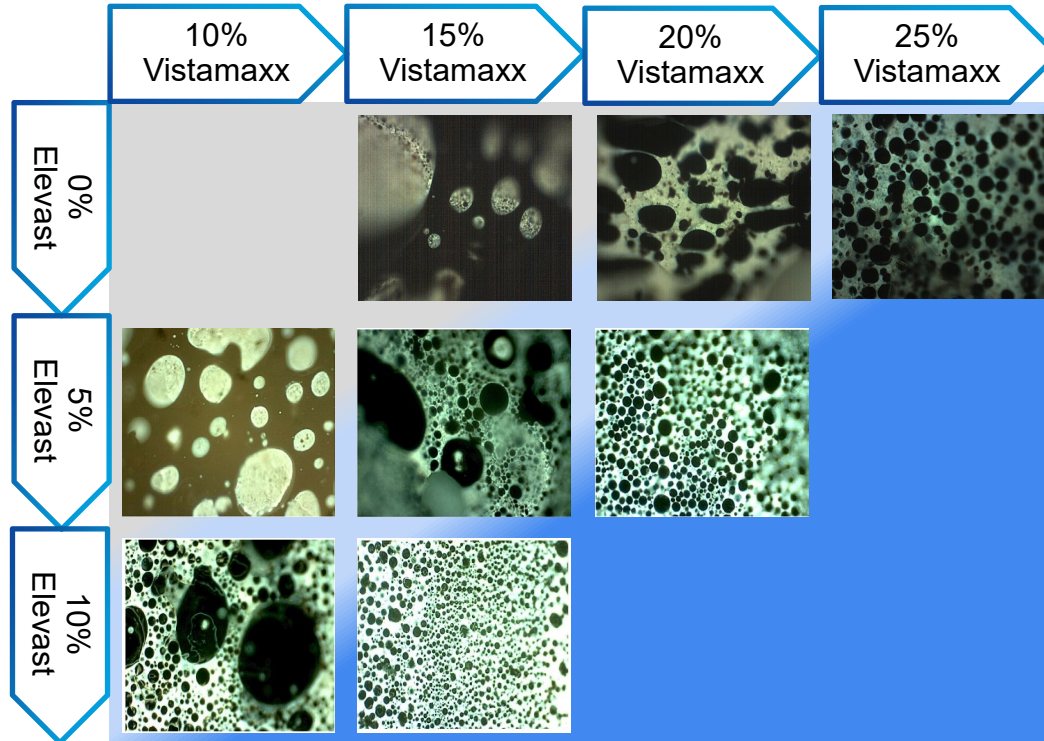 10%
Vistamaxx
15%
Vistamaxx
20%
Vistamaxx
25%
Vistamaxx
0%
Elevast
5%
Elevast
10%
Elevast